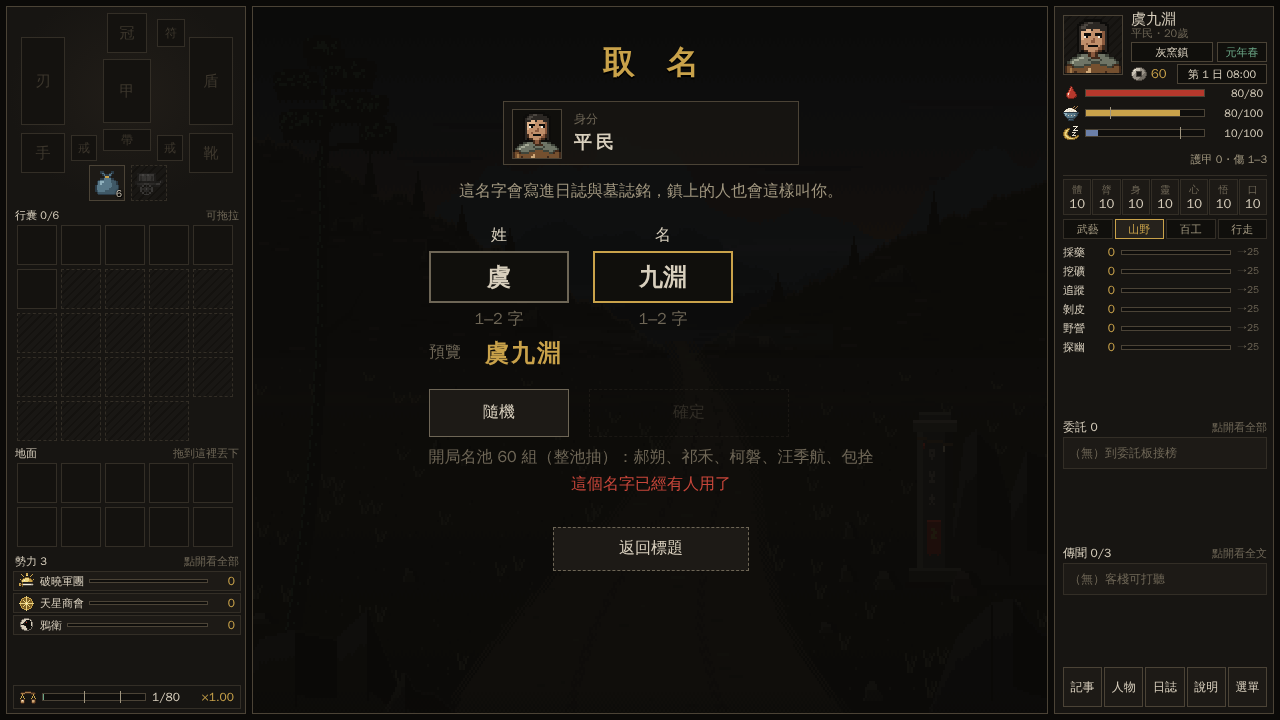 冠
符
刃
甲
盾
手
戒
帶
戒
靴
6
行囊 0/6
可拖拉
地面
拖到這裡丟下
勢力 3
點開看全部
破曉軍團
0
天星商會
0
鴉衛
0
1/80
×1.00
取 名
身分
平民
這名字會寫進日誌與墓誌銘，鎮上的人也會這樣叫你。
姓
名
虞
九淵
1–2 字
1–2 字
預覽
虞九淵
隨機
確定
開局名池 60 組（整池抽）：郝朔、祁禾、柯磐、汪季航、包拴
這個名字已經有人用了
返回標題
虞九淵
平民・20歲
灰窯鎮
元年春
60
第 1 日 08:00
80/80
80/100
10/100
護甲 0・傷 1–3
體
臂
身
靈
心
悟
口
10
10
10
10
10
10
10
武藝
山野
百工
行走
採藥 0 →25
挖礦 0 →25
追蹤 0 →25
剝皮 0 →25
野營 0 →25
探幽 0 →25
委託 0
點開看全部
（無）到委託板接榜
傳聞 0/3
點開看全文
（無）客棧可打聽
記事
人物
日誌
說明
選單